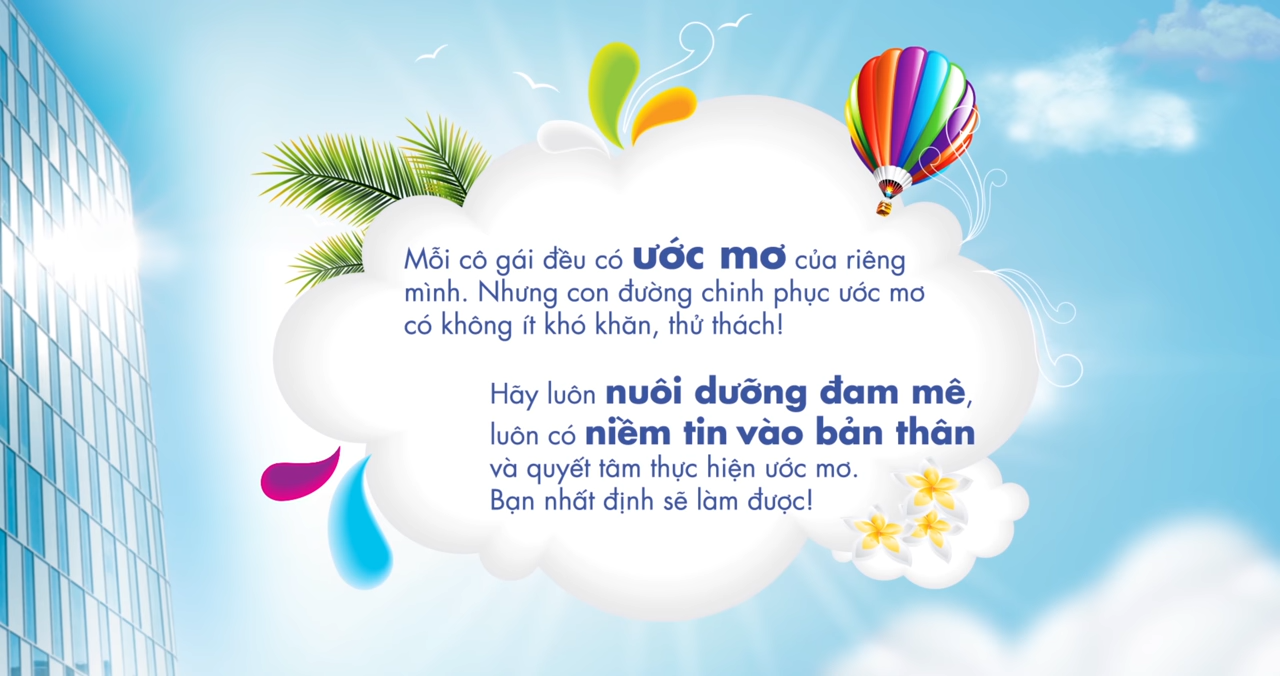 Mỗi cô gái đều có ước mơ của riêng
mình. Nhưng con đường chinh phục ước mơ
có không ít khó khăn, thử thách!
Hãy luôn nuôi dưỡng đam mê,
luôn có niềm tin vào bản thân
và quyết tâm thực hiện ước mơ.
Bạn nhất định sẽ làm được!